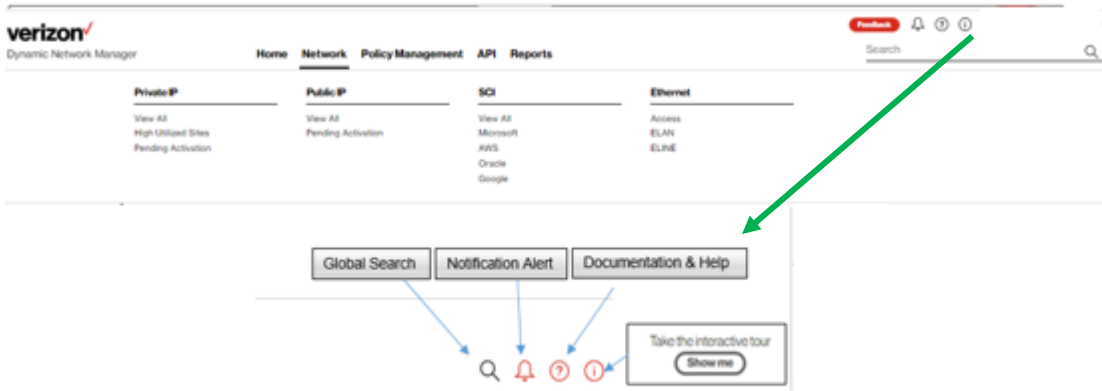 verizon
Feedback
Dynamic Network Manager
Home Network Policy Management API Reports
Search
Private IP Public IP SCI Ethernet
View All View All View All Access
High Utilized Sites Pending Activation Microsoft ELAN
Pending Activation AWS ELINE
Oracle
Google
Global Search Notification Alert Documentation & Help
Take the interactive tour
Show me